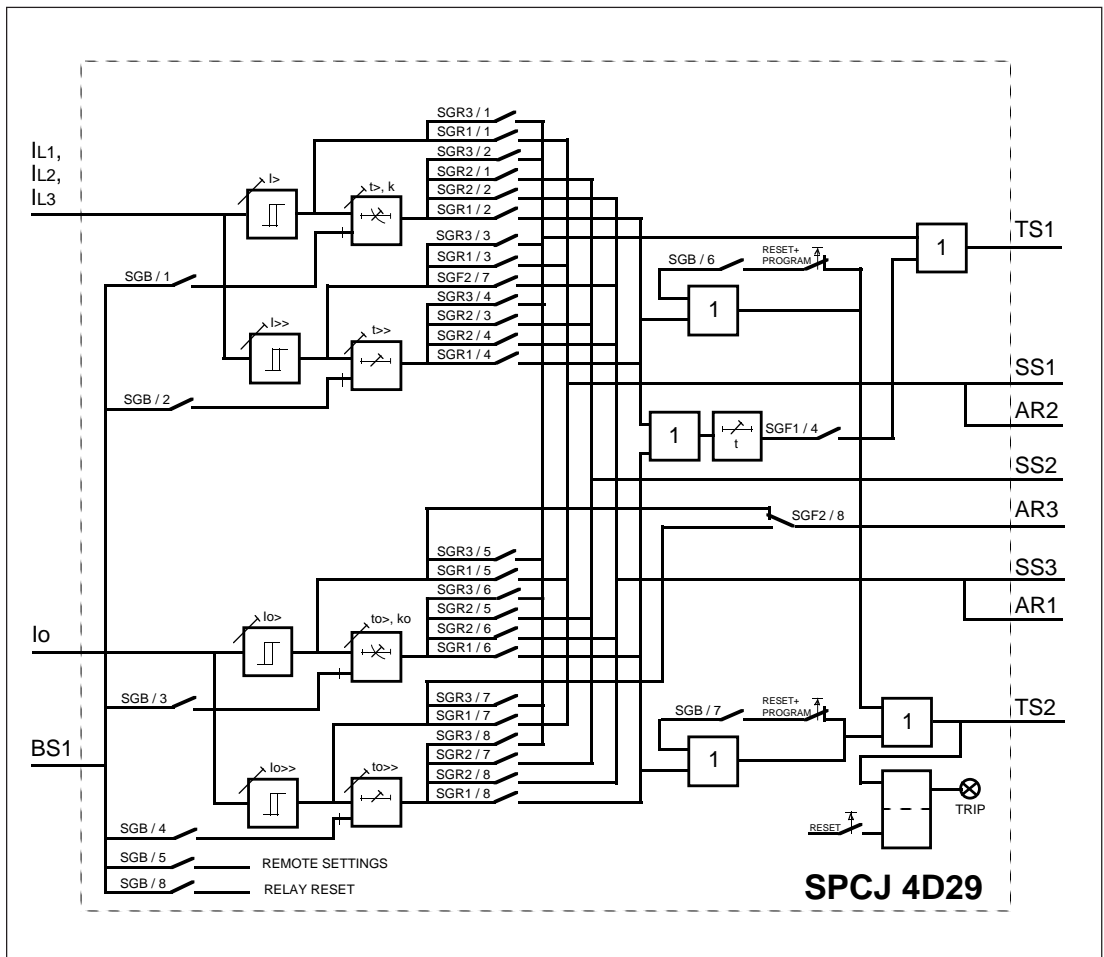 IL1,
IL2,
IL3
I>
t>, k
SGR3 / 1
SGR1 / 1
SGR3 / 2
SGR2 / 1
SGR2 / 2
SGR1 / 2
SGR3 / 3
SGR1 / 3
SGF2 / 7
SGR3 / 4
SGR2 / 3
SGR2 / 4
SGR1 / 4
SGB / 1
I>>
t>>
SGB / 2
SGB / 6
RESET+
PROGRAM
1
1
TS1
SS1
AR2
1
t
SGF1 / 4
SS2
SGF2 / 8
AR3
SS3
AR1
SGR3 / 5
SGR1 / 5
SGR3 / 6
SGR2 / 5
SGR2 / 6
SGR1 / 6
Io
Io>
to>, ko
SGB / 3
SGR3 / 7
SGR1 / 7
SGR3 / 8
SGR2 / 7
SGR2 / 8
SGR1 / 8
BS1
Io>>
to>>
SGB / 7
RESET+
PROGRAM
1
1
TS2
TRIP
RESET
SGB / 4
SGB / 5
REMOTE SETTINGS
SGB / 8
RELAY RESET
SPCJ 4D29